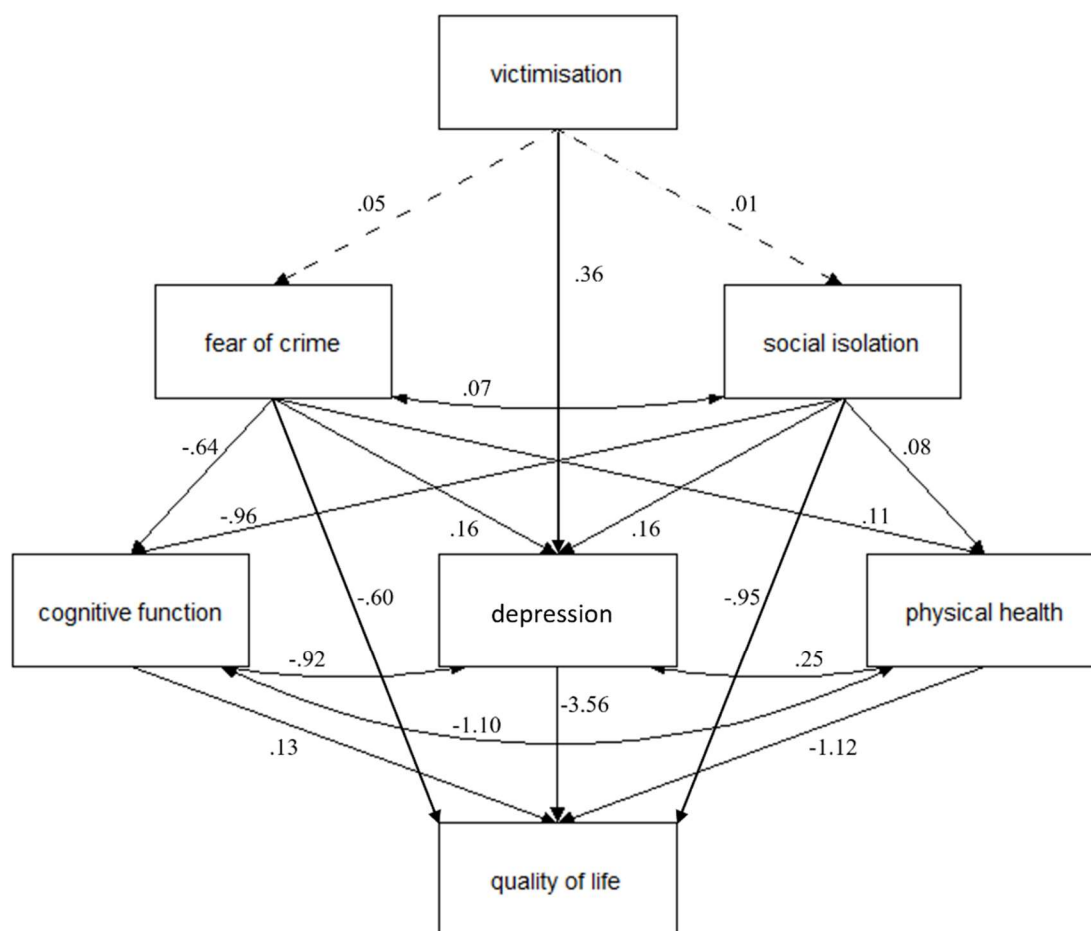 victimisation
.05
.01
.36
fear of crime
social isolation
.07
-.64
.08
-.96
.16
.16
.11
cognitive function
-.60
depression
-.95
physical health
-.92
.25
-3.56
-1.10
.13
-1.12
quality of life